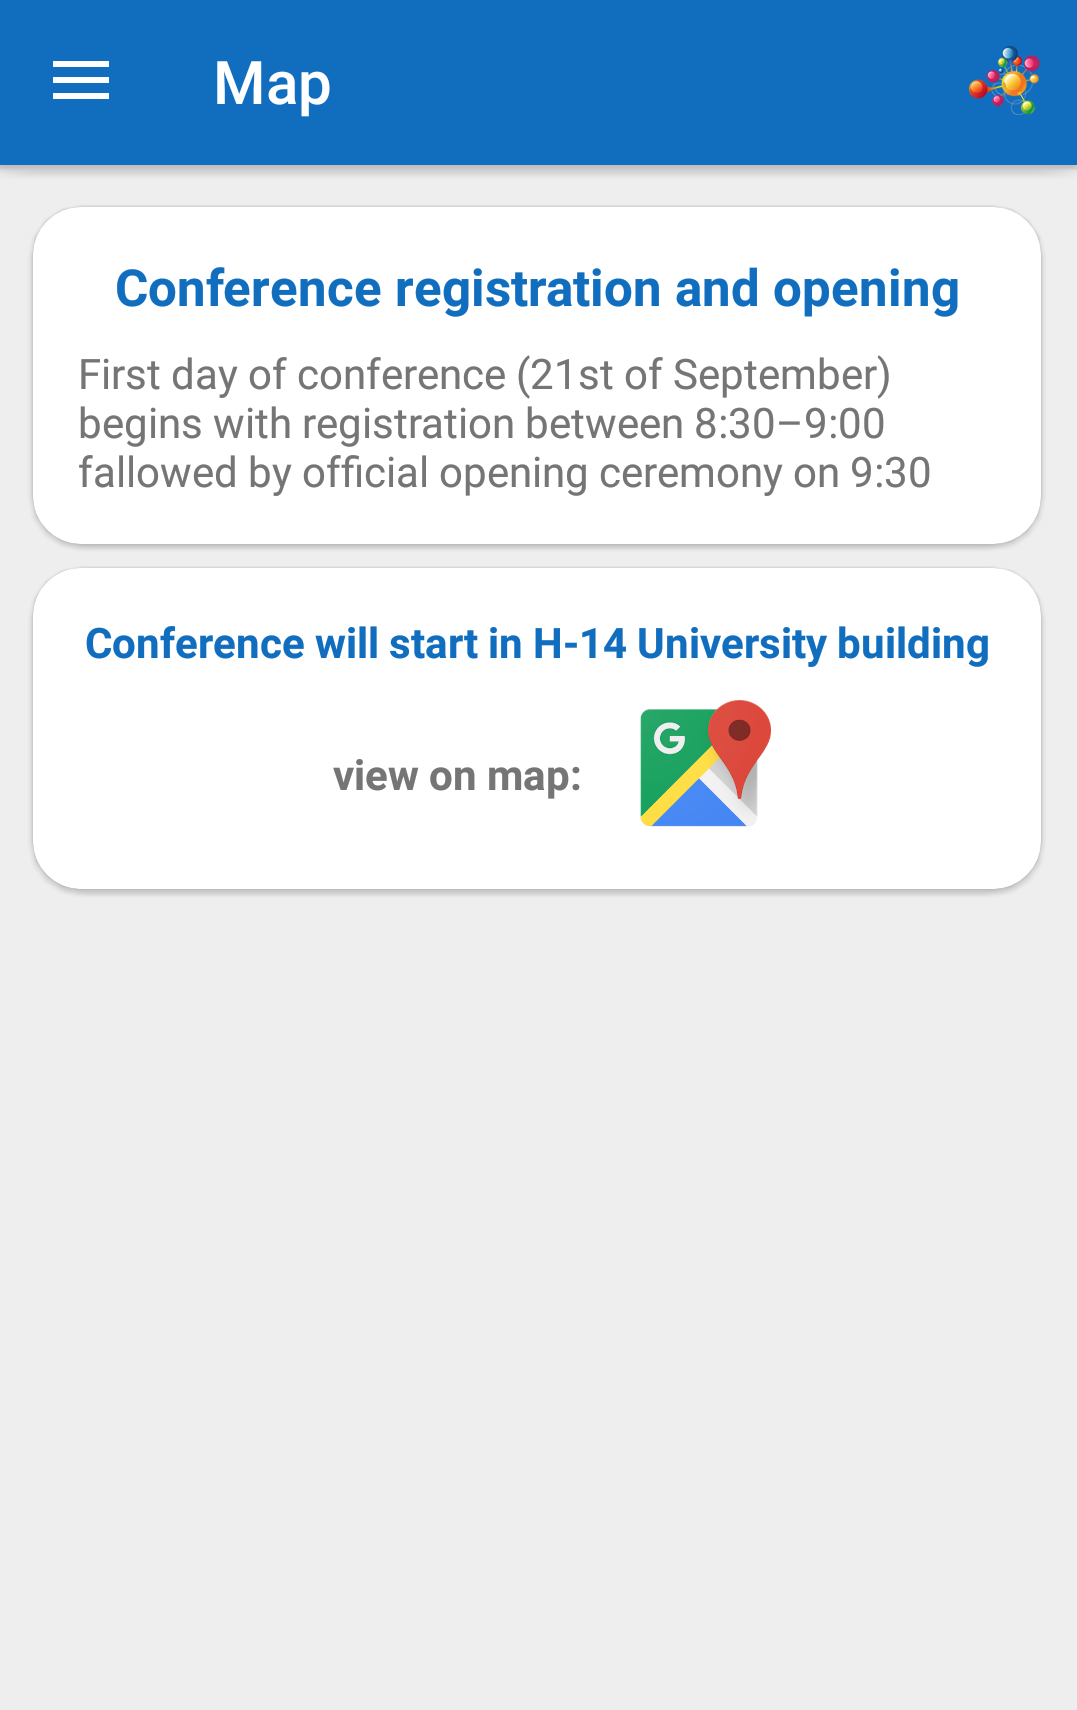 Map
Conference registration and opening
First day of conference (21st of September)
begins with registration between 8:30–9:00
fallowed by official opening ceremony on 9:30
Conference will start in H-14 University building
view on map:
G